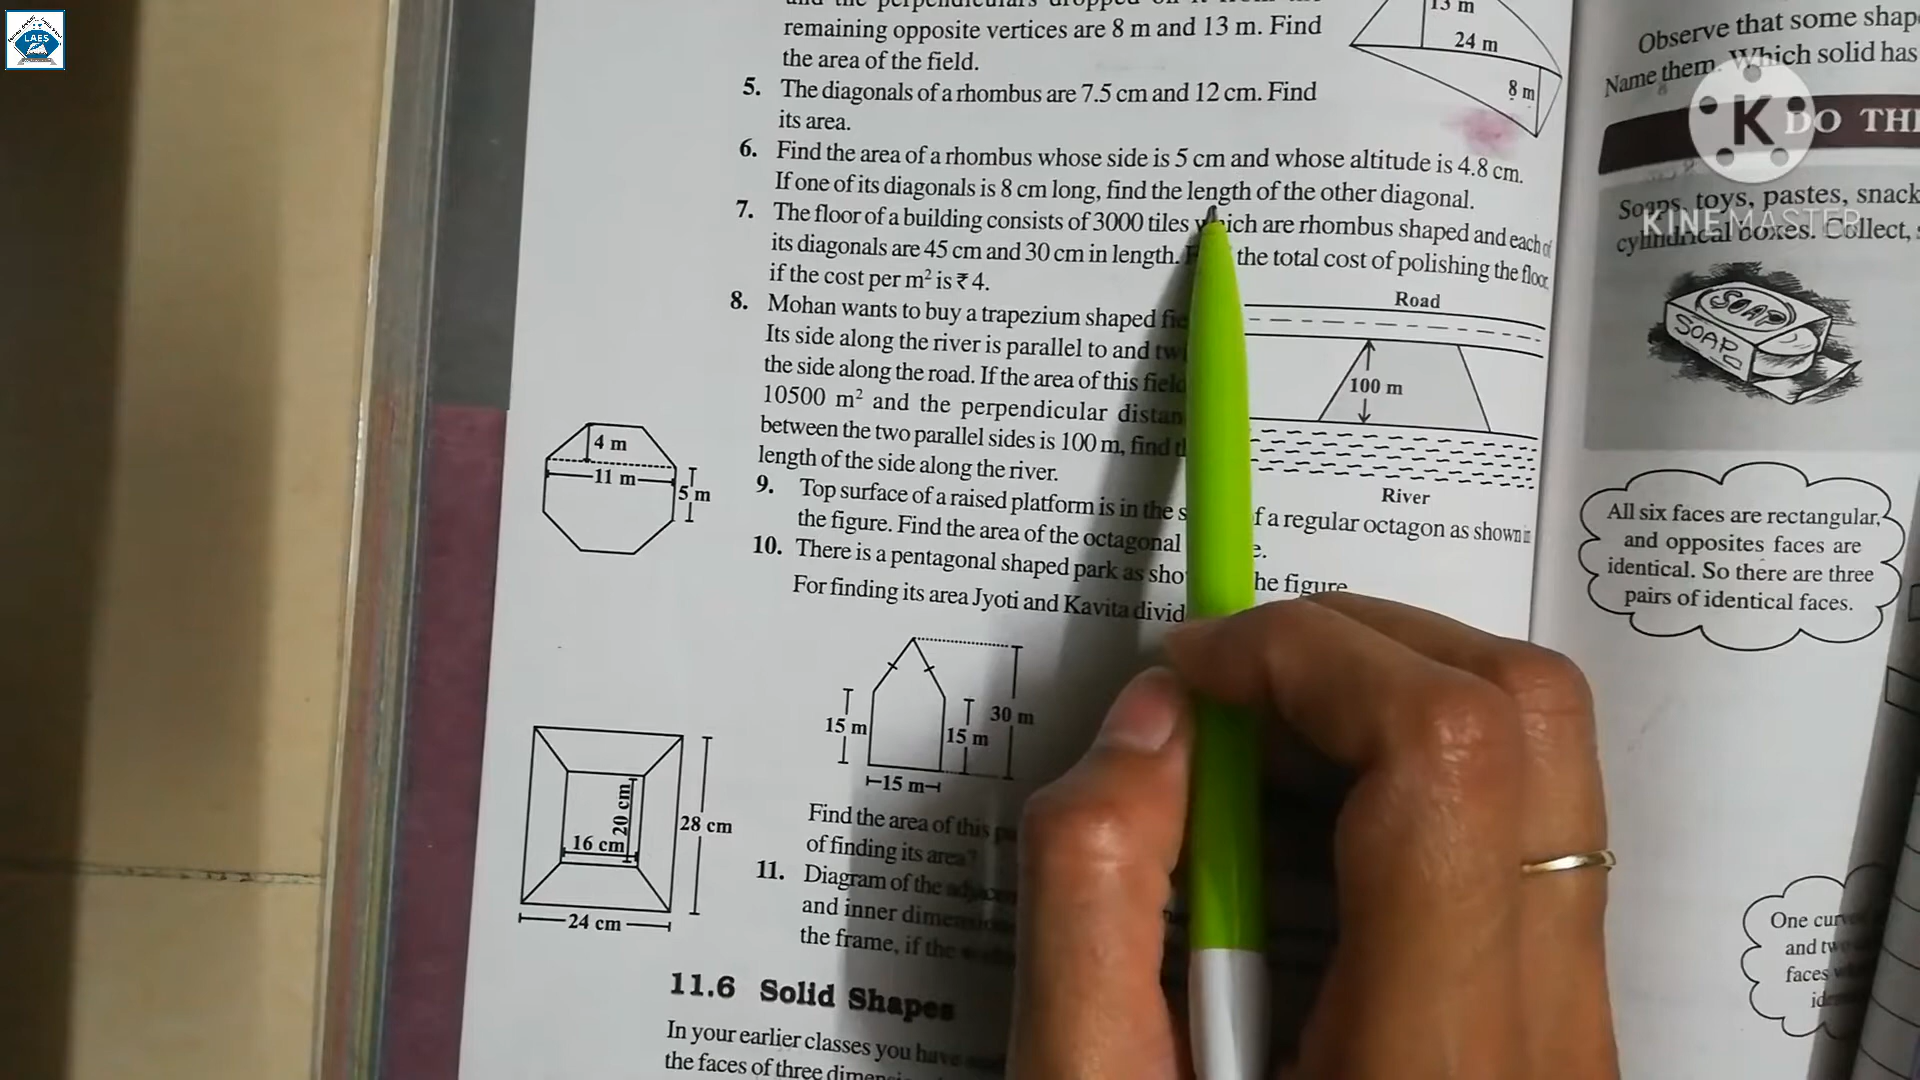 LAES
remaining opposite vertices are 8 m and 13 m. Find
the area of the field.
13 m
24 m
8 m
5. The diagonals of a rhombus are 7.5 cm and 12 cm. Find
its area.
6. Find the area of a rhombus whose side is 5 cm and whose altitude is 4.8 cm.
If one of its diagonals is 8 cm long, find the length of the other diagonal.
7. The floor of a building consists of 3000 tiles which are rhombus shaped and each of
its diagonals are 45 cm and 30 cm in length. the total cost of polishing the floor,
if the cost per m² is ₹ 4.
8. Mohan wants to buy a trapezium shaped
Its side along the river is parallel to and
the side along the road. If the area of this field
10500 m² and the perpendicular
between the two parallel sides is 100 m, find
length of the side along the river.
Road
100 m
River
9. Top surface of a raised platform is in the of a regular octagon as shown in
the figure. Find the area of the octagonal
4 m
11 m
5 m
10. There is a pentagonal shaped park as the figure.
For finding its area Jyoti and Kavita
15 m
15 m
30 m
15 m
Find the area of this
of finding its area?
11. Diagram of the adjacent
and inner
the frame, if the
20 cm
16 cm
28 cm
24 cm
11.6 Solid Shapes
In your earlier classes you have
the faces of three
Observe that some
Name them. Which solid has
K
DO
KINEMASTER
Soaps, toys, pastes,
cylindrical boxes. Collect,
SOAP
SOAP
All six faces are rectangular,
and opposites faces are
identical. So there are three
pairs of identical faces.
One
and
faces